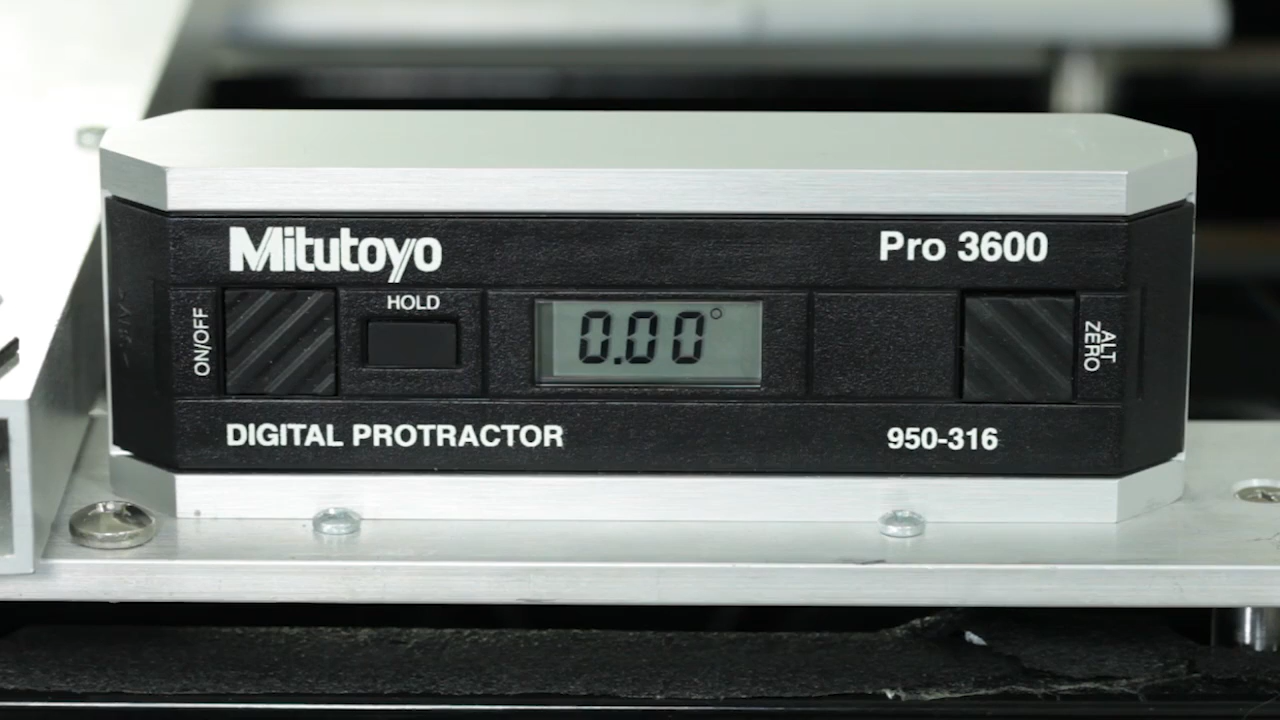 Mitutoyo
Pro 3600
HOLD
ON/OFF
0.00°
ALT
ZERO
DIGITAL PROTRACTOR
950-316